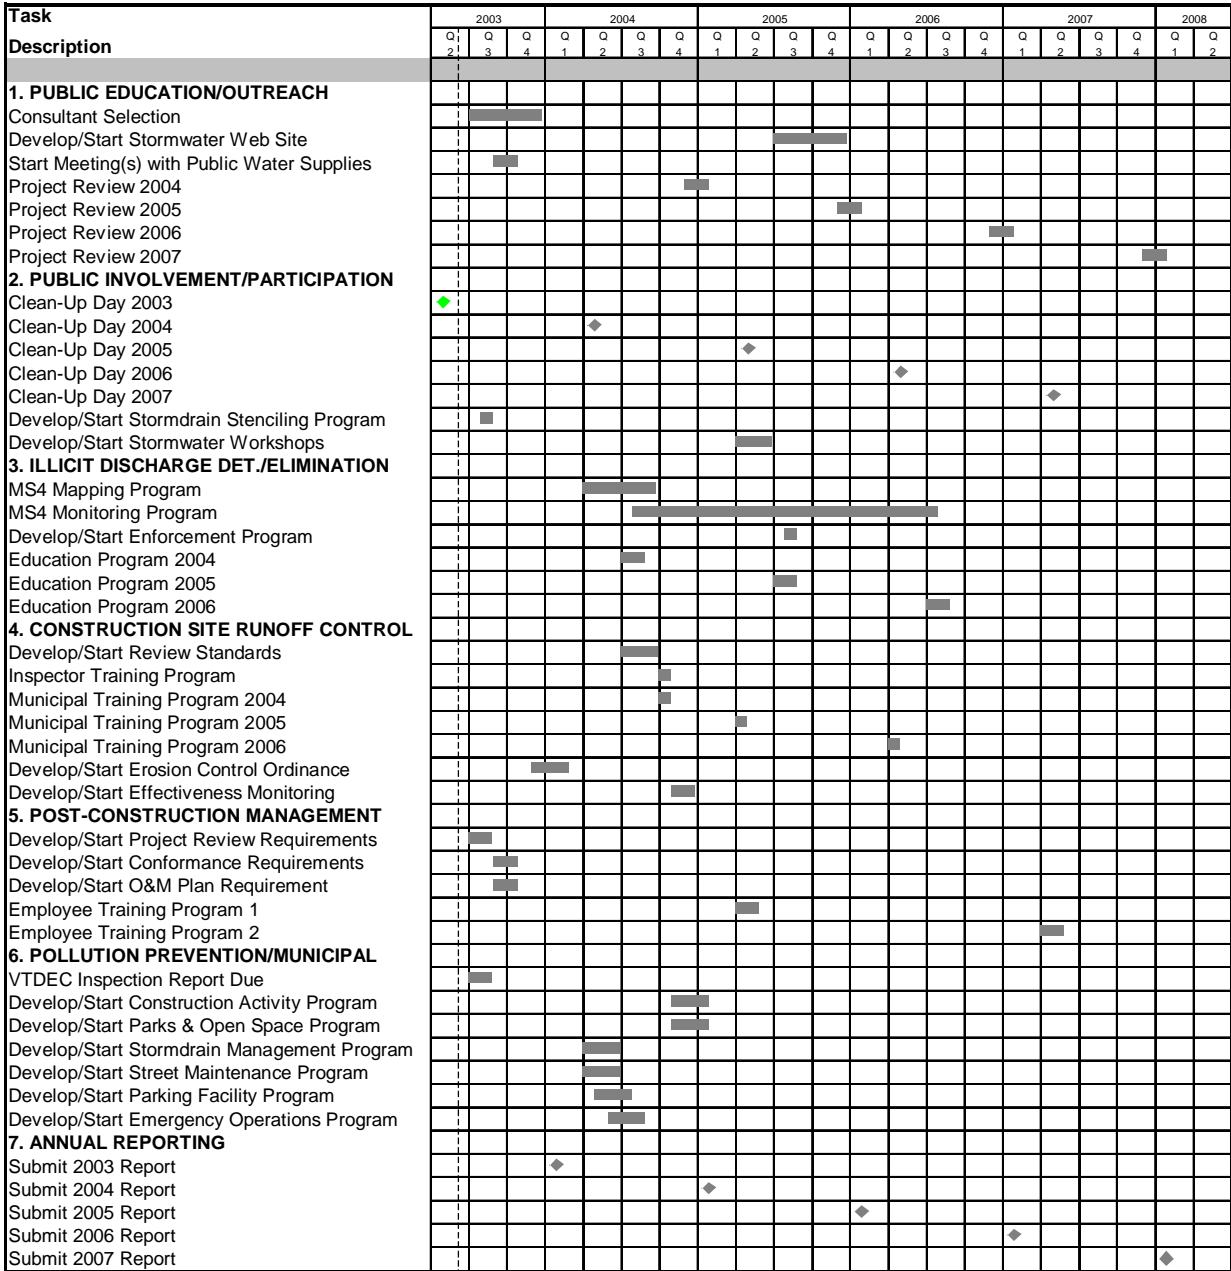 Task
2003 2004 2005 2006 2007 2008
Description
Q Q Q Q Q Q Q Q Q Q Q Q Q Q Q Q Q Q Q Q Q
2 3 4 1 2 3 4 1 2 3 4 1 2 3 4 1 2 3 4 1 2
1. PUBLIC EDUCATION/OUTREACH
Consultant Selection
Develop/Start Stormwater Web Site
Start Meeting(s) with Public Water Supplies
Project Review 2004
Project Review 2005
Project Review 2006
Project Review 2007
2. PUBLIC INVOLVEMENT/PARTICIPATION
Clean-Up Day 2003
Clean-Up Day 2004
Clean-Up Day 2005
Clean-Up Day 2006
Clean-Up Day 2007
Develop/Start Stormdrain Stenciling Program
Develop/Start Stormwater Workshops
3. ILLICIT DISCHARGE DET./ELIMINATION
MS4 Mapping Program
MS4 Monitoring Program
Develop/Start Enforcement Program
Education Program 2004
Education Program 2005
Education Program 2006
4. CONSTRUCTION SITE RUNOFF CONTROL
Develop/Start Review Standards
Inspector Training Program
Municipal Training Program 2004
Municipal Training Program 2005
Municipal Training Program 2006
Develop/Start Erosion Control Ordinance
Develop/Start Effectiveness Monitoring
5. POST-CONSTRUCTION MANAGEMENT
Develop/Start Project Review Requirements
Develop/Start Conformance Requirements
Develop/Start O&M Plan Requirement
Employee Training Program 1
Employee Training Program 2
6. POLLUTION PREVENTION/MUNICIPAL
VTDEC Inspection Report Due
Develop/Start Construction Activity Program
Develop/Start Parks & Open Space Program
Develop/Start Stormdrain Management Program
Develop/Start Street Maintenance Program
Develop/Start Parking Facility Program
Develop/Start Emergency Operations Program
7. ANNUAL REPORTING
Submit 2003 Report
Submit 2004 Report
Submit 2005 Report
Submit 2006 Report
Submit 2007 Report